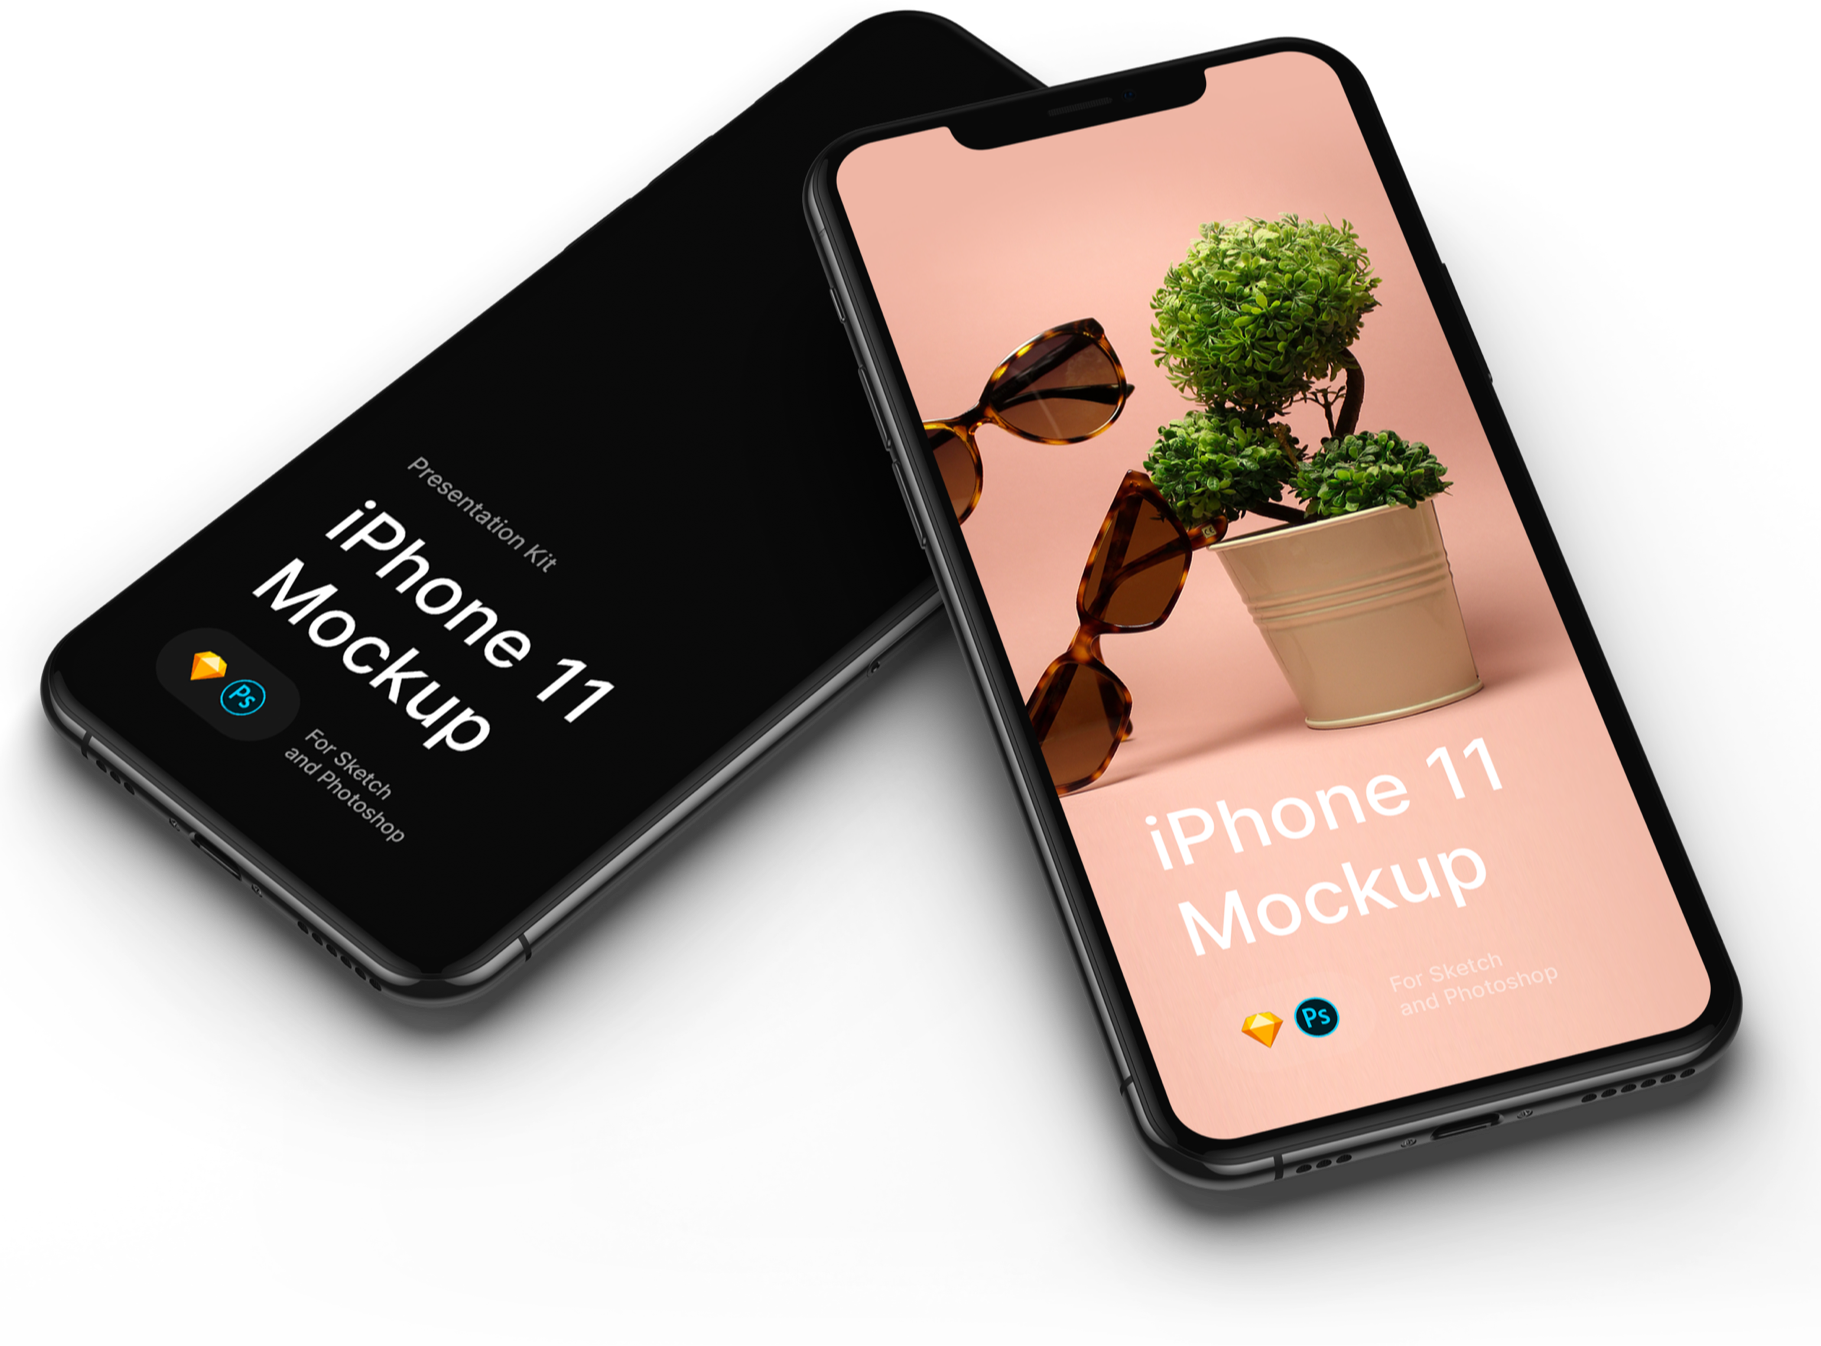 Presentation Kit
iPhone 11
Mockup
Ps
For Sketch
and Photoshop
iPhone 11
Mockup
Ps
For Sketch
and Photoshop